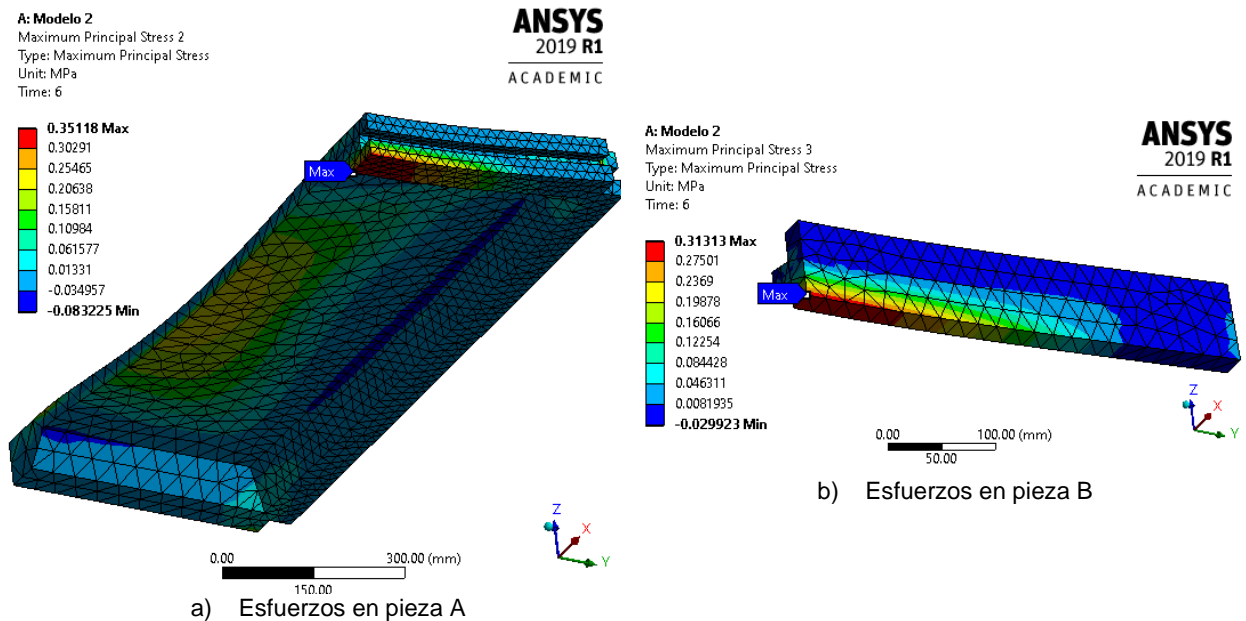 A: Modelo 2
Maximum Principal Stress 2
Type: Maximum Principal Stress
Unit: MPa
Time: 6
ANSYS
2019 R1
ACADEMIC
0.35118 Max
0.30291
0.25465
0.20638
0.15811
0.10984
0.061577
0.01331
-0.034957
-0.083225 Min
Max
Z
X
Y
0.00
300.00 (mm)
150.00
a) Esfuerzos en pieza A
A: Modelo 2
Maximum Principal Stress 3
Type: Maximum Principal Stress
Unit: MPa
Time: 6
ANSYS
2019 R1
ACADEMIC
0.31313 Max
0.27501
0.2369
0.19878
0.16066
0.12254
0.084428
0.046311
0.0081935
-0.029923 Min
Max
Z
X
Y
0.00
100.00 (mm)
50.00
b) Esfuerzos en pieza B